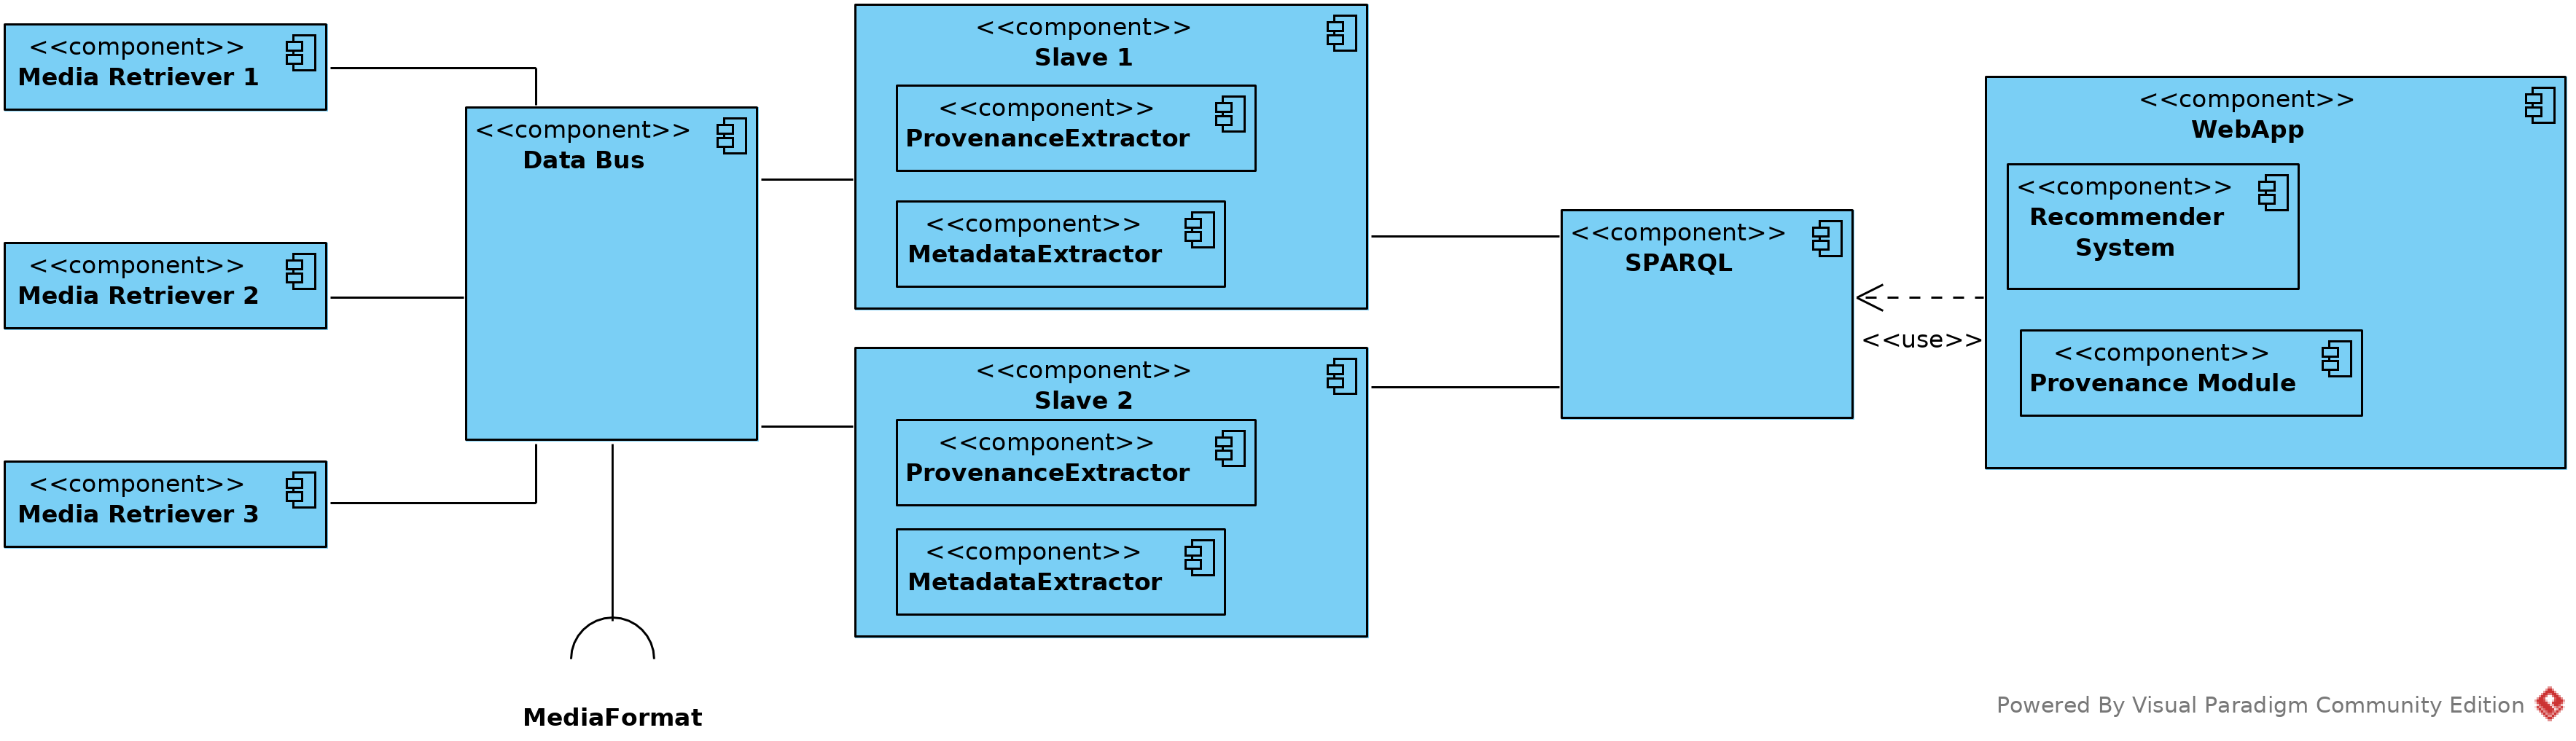 <<component>>
Media Retriever 1
<<component>>
Media Retriever 2
<<component>>
Media Retriever 3
<<component>>
Data Bus
MediaFormat
<<component>>
Slave 1
<<component>>
ProvenanceExtractor
<<component>>
MetadataExtractor
<<component>>
Slave 2
<<component>>
ProvenanceExtractor
<<component>>
MetadataExtractor
<<component>>
SPARQL
<<use>>
<<component>>
WebApp
<<component>>
Recommender
System
<<component>>
Provenance Module
Powered By Visual Paradigm Community Edition